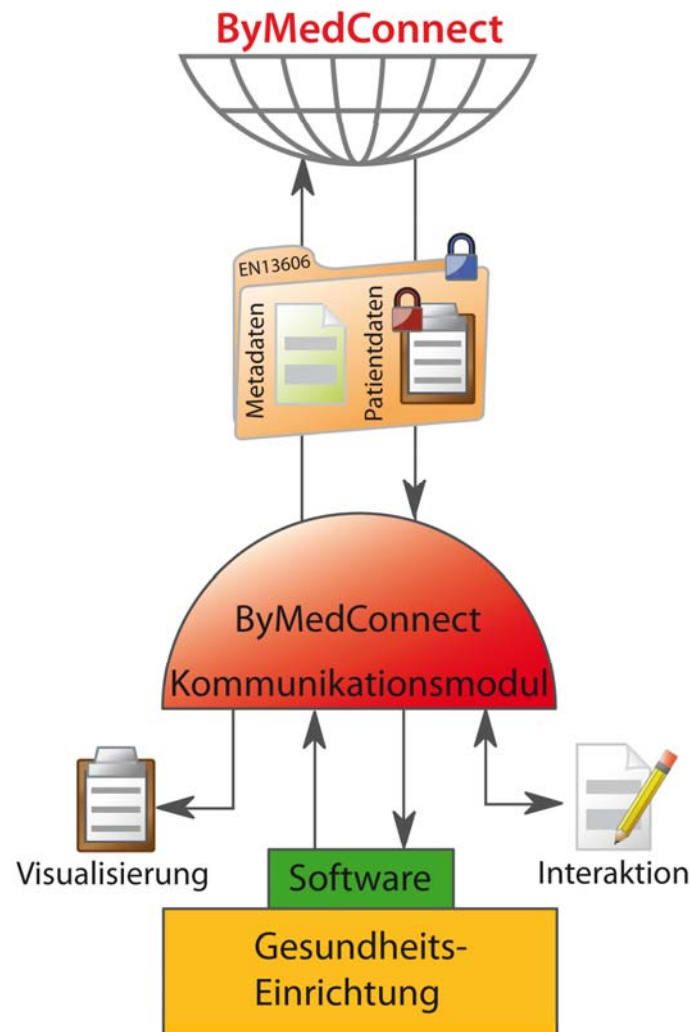 ByMedConnect
EN13606
Metadaten
Patientdaten
ByMedConnect
Kommunikationsmodul
Visualisierung
Software
Interaktion
Gesundheits-
Einrichtung